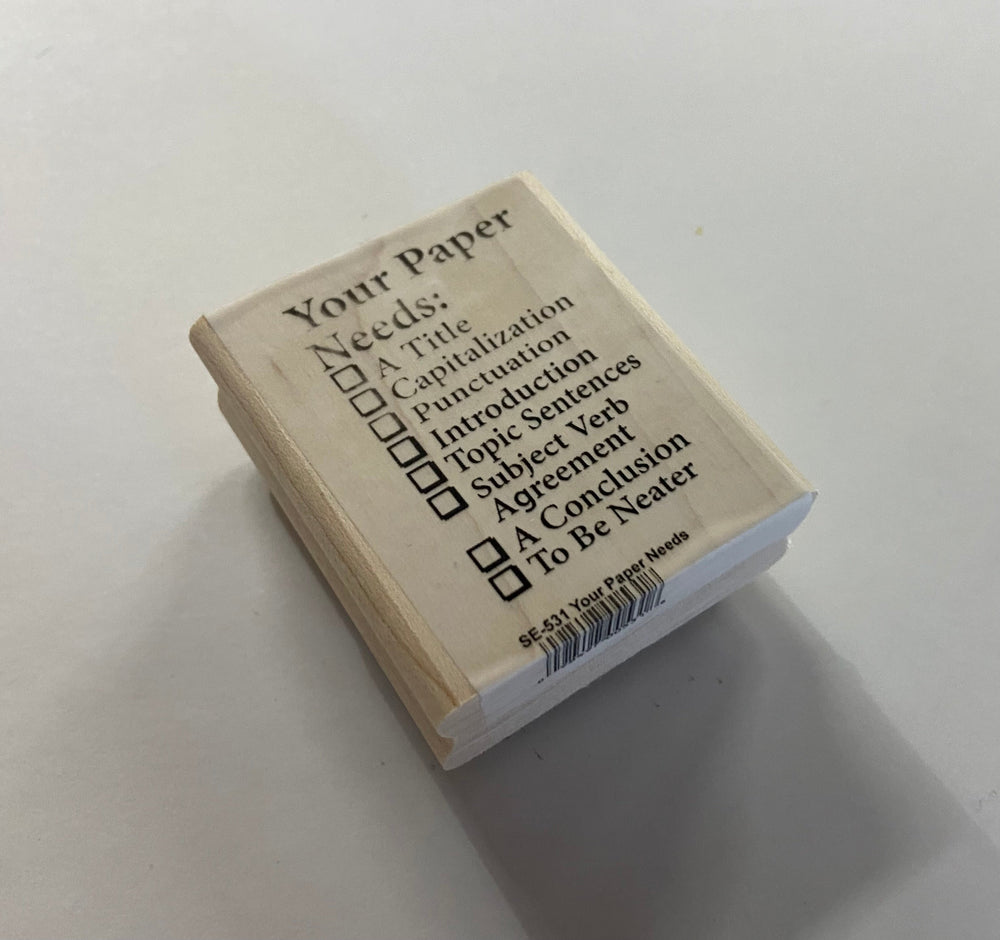 Your Paper
Needs:
☐ A Title
☐ Capitalization
☐ Punctuation
☐ Introduction
☐ Topic Sentences
☐ Subject Verb
Agreement
☐ A Conclusion
☐ To Be Neater
SE-531 Your Paper Needs